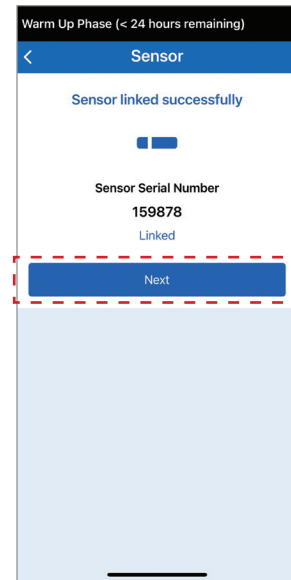 Warm Up Phase (< 24 hours remaining)
Sensor
Sensor linked successfully
Sensor Serial Number
159878
Linked
Next